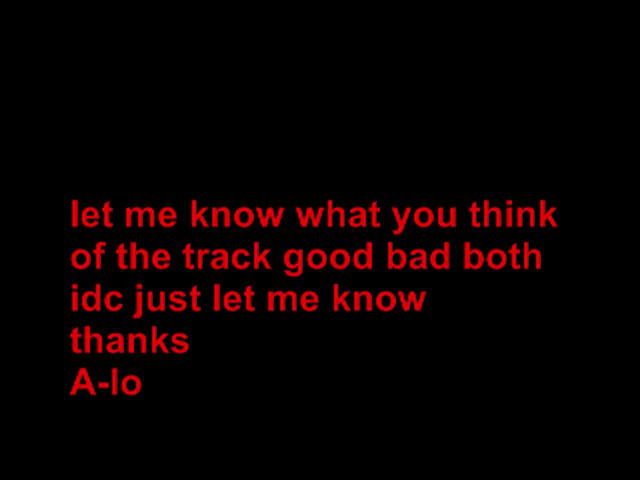 let me know what you think
of the track good bad both
idc just let me know
thanks
A-lo